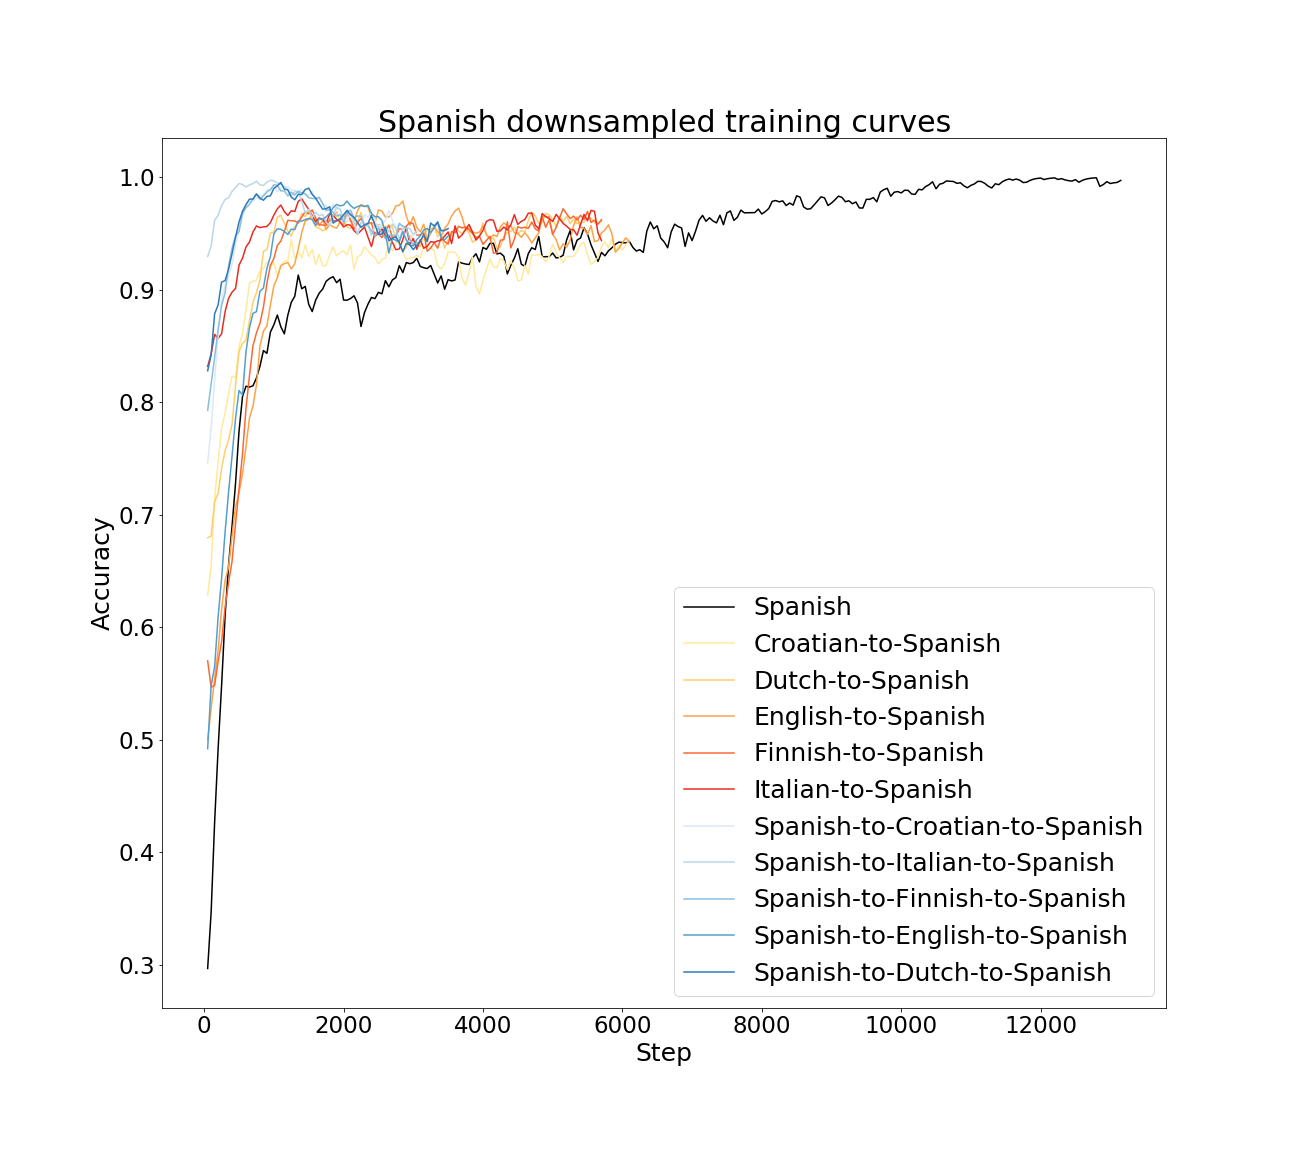 Spanish downsampled training curves
1.0
0.9
0.8
0.7
0.6
0.5
0.4
0.3
Accuracy
0 2000 4000 6000 8000 10000 12000
Step
Spanish
Croatian-to-Spanish
Dutch-to-Spanish
English-to-Spanish
Finnish-to-Spanish
Italian-to-Spanish
Spanish-to-Croatian-to-Spanish
Spanish-to-Italian-to-Spanish
Spanish-to-Finnish-to-Spanish
Spanish-to-English-to-Spanish
Spanish-to-Dutch-to-Spanish